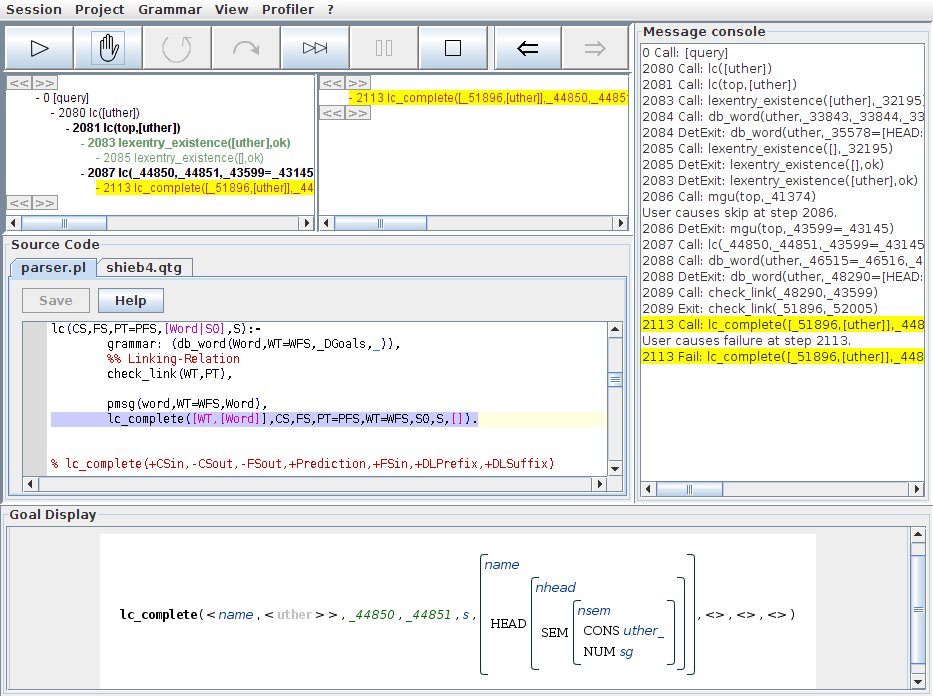 Session Project Grammar View Profiler ?
<< >>
- 0 [query]
- 2080 lc([uther])
- 2081 lc(top,[uther])
- 2083 lexentry_existence([uther],ok)
- 2085 lexentry_existence([],ok)
- 2087 lc(_44850,_44851,_43599=_43145
- 2113 lc_complete([_51896,[uther]],_44
<< >>
<< >>
- 2113 lc_complete([_51896,[uther]],_44850,_4485
<< >>
Message console
0 Call: [query]
2080 Call: lc([uther])
2081 Call: lc(top,[uther])
2083 Call: lexentry_existence([uther],_32195)
2084 Call: db_word(uther,_33843,_33844,_33
2084 DetExit: db_word(uther,_35578=[HEAD:
2085 Call: lexentry_existence([],_32195)
2085 DetExit: lexentry_existence([],ok)
2083 DetExit: lexentry_existence([uther],ok)
2086 Call: mgu(top,_41374)
User causes skip at step 2086.
2086 DetExit: mgu(top,_43599=_43145)
2087 Call: lc(_44850,_44851,_43599=_43145
2088 Call: db_word(uther,_46515=_46516,_4
2088 DetExit: db_word(uther,_48290=[HEAD:
2089 Call: check_link(_48290,_43599)
2089 Exit: check_link(_51896,_52005)
2113 Call: lc_complete([_51896,[uther]],_448
User causes failure at step 2113.
2113 Fail: lc_complete([_51896,[uther]],_448
Source Code
parser.pl shieb4.qtg
Save Help
lc(CS,FS,PT=PFS,[Word|S0],S):-
grammar: (db_word(Word,WT=WFS,_DGoals,_)),
%% Linking-Relation
check_link(WT,PT),
pmsg(word,WT=WFS,Word),
lc_complete([WT,[Word]],CS,FS,PT=PFS,WT=WFS,S0,S,[]).
% lc_complete(+CSin,-CSout,-FSout,+Prediction,+FSin,+DLPrefix,+DLSuffix)
Goal Display
name
nhead
nsem
lc_complete(<name,<uther>>,_44850,_44851,s, HEAD SEM CONS uther_ ,<>,<>,<>)
NUM sg